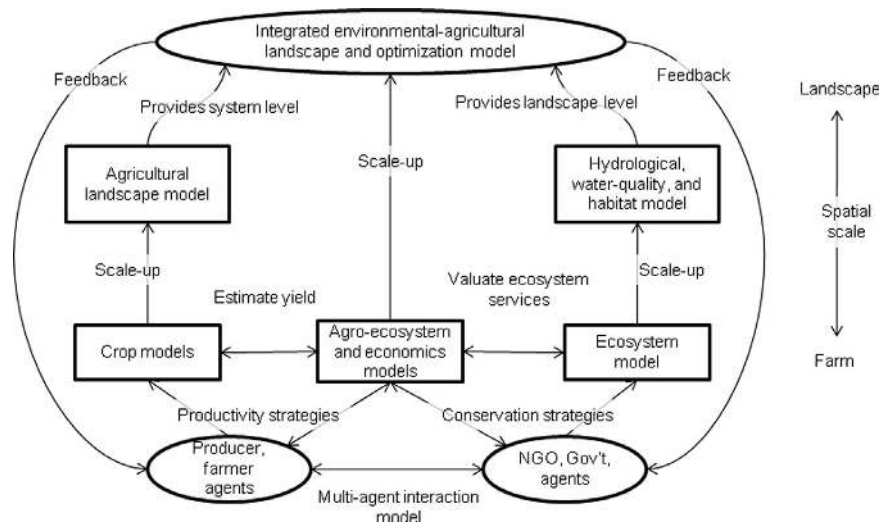 Integrated environmental-agricultural
landscape and optimization model
Feedback
Feedback
Provides system level
Provides landscape level
Landscape
Agricultural
landscape model
Scale-up
Hydrological,
water-quality, and
habitat model
Spatial
scale
Scale-up
Scale-up
Estimate yield
Valuate ecosystem
services
Crop models
Agro-ecosystem
and economics
models
Ecosystem
model
Farm
Productivity strategies
Conservation strategies
Producer,
farmer
agents
NGO, Gov't,
agents
Multi-agent interaction
model